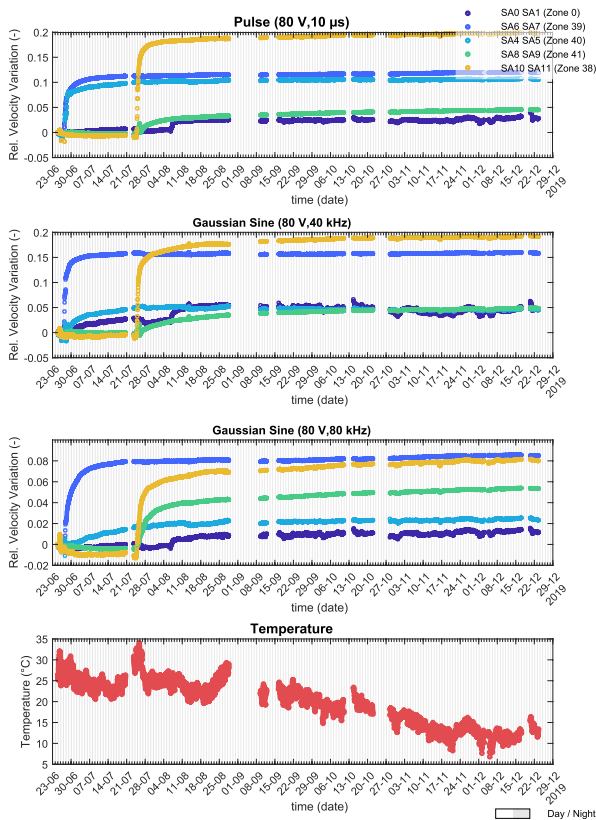 Pulse (80 V,10 µs)
SA0 SA1 (Zone 0)
SA6 SA7 (Zone 39)
SA4 SA5 (Zone 40)
SA8 SA9 (Zone 41)
SA10 SA11 (Zone 38)
Rel. Velocity Variation (-)
0.2
0.15
0.1
0.05
0
-0.05
23-06 30-06 07-07 14-07 21-07 28-07 04-08 11-08 18-08 25-08 01-09 08-09 15-09 22-09 29-09 06-10 13-10 20-10 27-10 03-11 10-11 17-11 24-11 01-12 08-12 15-12 22-12 29-12
2019
time (date)
Gaussian Sine (80 V,40 kHz)
Rel. Velocity Variation (-)
0.2
0.15
0.1
0.05
0
-0.05
23-06 30-06 07-07 14-07 21-07 28-07 04-08 11-08 18-08 25-08 01-09 08-09 15-09 22-09 29-09 06-10 13-10 20-10 27-10 03-11 10-11 17-11 24-11 01-12 08-12 15-12 22-12 29-12
2019
time (date)
Gaussian Sine (80 V,80 kHz)
Rel. Velocity Variation (-)
0.08
0.06
0.04
0.02
0
-0.02
23-06 30-06 07-07 14-07 21-07 28-07 04-08 11-08 18-08 25-08 01-09 08-09 15-09 22-09 29-09 06-10 13-10 20-10 27-10 03-11 10-11 17-11 24-11 01-12 08-12 15-12 22-12 29-12
2019
time (date)
Temperature
Temperature (°C)
35
30
25
20
15
10
5
23-06 30-06 07-07 14-07 21-07 28-07 04-08 11-08 18-08 25-08 01-09 08-09 15-09 22-09 29-09 06-10 13-10 20-10 27-10 03-11 10-11 17-11 24-11 01-12 08-12 15-12 22-12 29-12
2019
time (date)
Day / Night